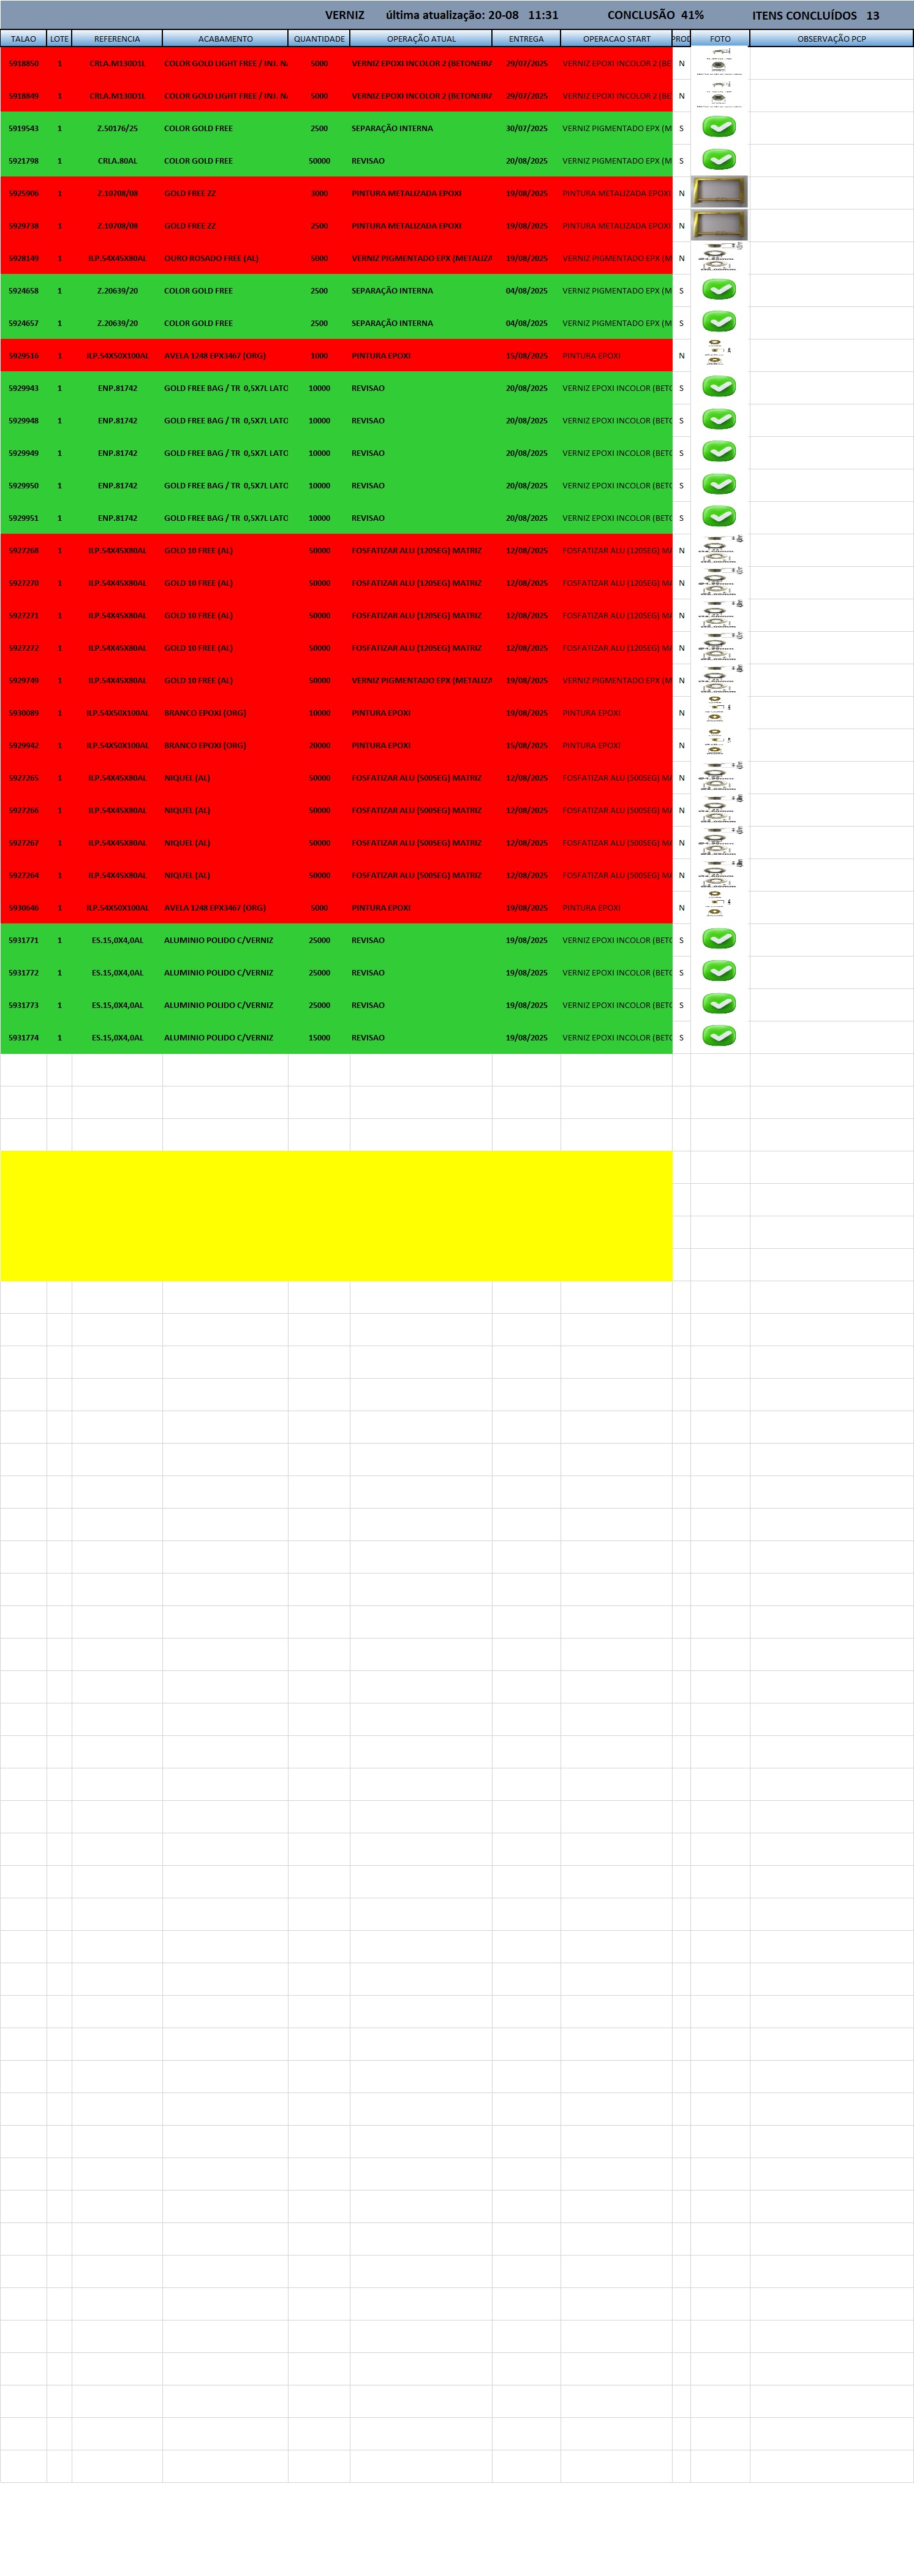 VERNIZ última atualização: 20-08 11:31 CONCLUSÃO 41% ITENS CONCLUÍDOS 13
TALAO LOTE REFERENCIA ACABAMENTO QUANTIDADE OPERAÇÃO ATUAL ENTREGA OPERACAO START PROD FOTO OBSERVAÇÃO PCP
5918850 1 CRLA.M130D1L COLOR GOLD LIGHT FREE / INJ. NA 5000 VERNIZ EPOXI INCOLOR 2 (BETONEIRA 29/07/2025 VERNIZ EPOXI INCOLOR 2 (BE N
5918849 1 CRLA.M130D1L COLOR GOLD LIGHT FREE / INJ. NA 5000 VERNIZ EPOXI INCOLOR 2 (BETONEIRA 29/07/2025 VERNIZ EPOXI INCOLOR 2 (BE N
5919543 1 Z.50176/25 COLOR GOLD FREE 2500 SEPARAÇÃO INTERNA 30/07/2025 VERNIZ PIGMENTADO EPX (M S
5921798 1 CRLA.80AL COLOR GOLD FREE 50000 REVISAO 20/08/2025 VERNIZ PIGMENTADO EPX (M S
5925906 1 Z.10708/08 GOLD FREE ZZ 3000 PINTURA METALIZADA EPOXI 19/08/2025 PINTURA METALIZADA EPOXI N
5929738 1 Z.10708/08 GOLD FREE ZZ 2500 PINTURA METALIZADA EPOXI 19/08/2025 PINTURA METALIZADA EPOXI N
5928149 1 ILP.54X45X80AL OURO ROSADO FREE (AL) 5000 VERNIZ PIGMENTADO EPX (METALIZA 19/08/2025 VERNIZ PIGMENTADO EPX (M N
5924658 1 Z.20639/20 COLOR GOLD FREE 2500 SEPARAÇÃO INTERNA 04/08/2025 VERNIZ PIGMENTADO EPX (M S
5924657 1 Z.20639/20 COLOR GOLD FREE 2500 SEPARAÇÃO INTERNA 04/08/2025 VERNIZ PIGMENTADO EPX (M S
5929516 1 ILP.54X50X100AL AVELA 1248 EPX3467 (ORG) 1000 PINTURA EPOXI 15/08/2025 PINTURA EPOXI N
5929943 1 ENP.81742 GOLD FREE BAG / TR 0,5X7L LATO 10000 REVISAO 20/08/2025 VERNIZ EPOXI INCOLOR (BETO S
5929948 1 ENP.81742 GOLD FREE BAG / TR 0,5X7L LATO 10000 REVISAO 20/08/2025 VERNIZ EPOXI INCOLOR (BETO S
5929949 1 ENP.81742 GOLD FREE BAG / TR 0,5X7L LATO 10000 REVISAO 20/08/2025 VERNIZ EPOXI INCOLOR (BETO S
5929950 1 ENP.81742 GOLD FREE BAG / TR 0,5X7L LATO 10000 REVISAO 20/08/2025 VERNIZ EPOXI INCOLOR (BETO S
5929951 1 ENP.81742 GOLD FREE BAG / TR 0,5X7L LATO 10000 REVISAO 20/08/2025 VERNIZ EPOXI INCOLOR (BETO S
5927268 1 ILP.54X45X80AL GOLD 10 FREE (AL) 50000 FOSFATIZAR ALU (120SEG) MATRIZ 12/08/2025 FOSFATIZAR ALU (120SEG) MA N
5927270 1 ILP.54X45X80AL GOLD 10 FREE (AL) 50000 FOSFATIZAR ALU (120SEG) MATRIZ 12/08/2025 FOSFATIZAR ALU (120SEG) MA N
5927271 1 ILP.54X45X80AL GOLD 10 FREE (AL) 50000 FOSFATIZAR ALU (120SEG) MATRIZ 12/08/2025 FOSFATIZAR ALU (120SEG) MA N
5927272 1 ILP.54X45X80AL GOLD 10 FREE (AL) 50000 FOSFATIZAR ALU (120SEG) MATRIZ 12/08/2025 FOSFATIZAR ALU (120SEG) MA N
5929749 1 ILP.54X45X80AL GOLD 10 FREE (AL) 50000 VERNIZ PIGMENTADO EPX (METALIZA 19/08/2025 VERNIZ PIGMENTADO EPX (M N
5930089 1 ILP.54X50X100AL BRANCO EPOXI (ORG) 10000 PINTURA EPOXI 19/08/2025 PINTURA EPOXI N
5929942 1 ILP.54X50X100AL BRANCO EPOXI (ORG) 20000 PINTURA EPOXI 15/08/2025 PINTURA EPOXI N
5927265 1 ILP.54X45X80AL NIQUEL (AL) 50000 FOSFATIZAR ALU (500SEG) MATRIZ 12/08/2025 FOSFATIZAR ALU (500SEG) MA N
5927266 1 ILP.54X45X80AL NIQUEL (AL) 50000 FOSFATIZAR ALU (500SEG) MATRIZ 12/08/2025 FOSFATIZAR ALU (500SEG) MA N
5927267 1 ILP.54X45X80AL NIQUEL (AL) 50000 FOSFATIZAR ALU (500SEG) MATRIZ 12/08/2025 FOSFATIZAR ALU (500SEG) MA N
5927264 1 ILP.54X45X80AL NIQUEL (AL) 50000 FOSFATIZAR ALU (500SEG) MATRIZ 12/08/2025 FOSFATIZAR ALU (500SEG) MA N
5930646 1 ILP.54X50X100AL AVELA 1248 EPX3467 (ORG) 5000 PINTURA EPOXI 19/08/2025 PINTURA EPOXI N
5931771 1 ES.15,0X4,0AL ALUMINIO POLIDO C/VERNIZ 25000 REVISAO 19/08/2025 VERNIZ EPOXI INCOLOR (BETO S
5931772 1 ES.15,0X4,0AL ALUMINIO POLIDO C/VERNIZ 25000 REVISAO 19/08/2025 VERNIZ EPOXI INCOLOR (BETO S
5931773 1 ES.15,0X4,0AL ALUMINIO POLIDO C/VERNIZ 25000 REVISAO 19/08/2025 VERNIZ EPOXI INCOLOR (BETO S
5931774 1 ES.15,0X4,0AL ALUMINIO POLIDO C/VERNIZ 15000 REVISAO 19/08/2025 VERNIZ EPOXI INCOLOR (BETO S